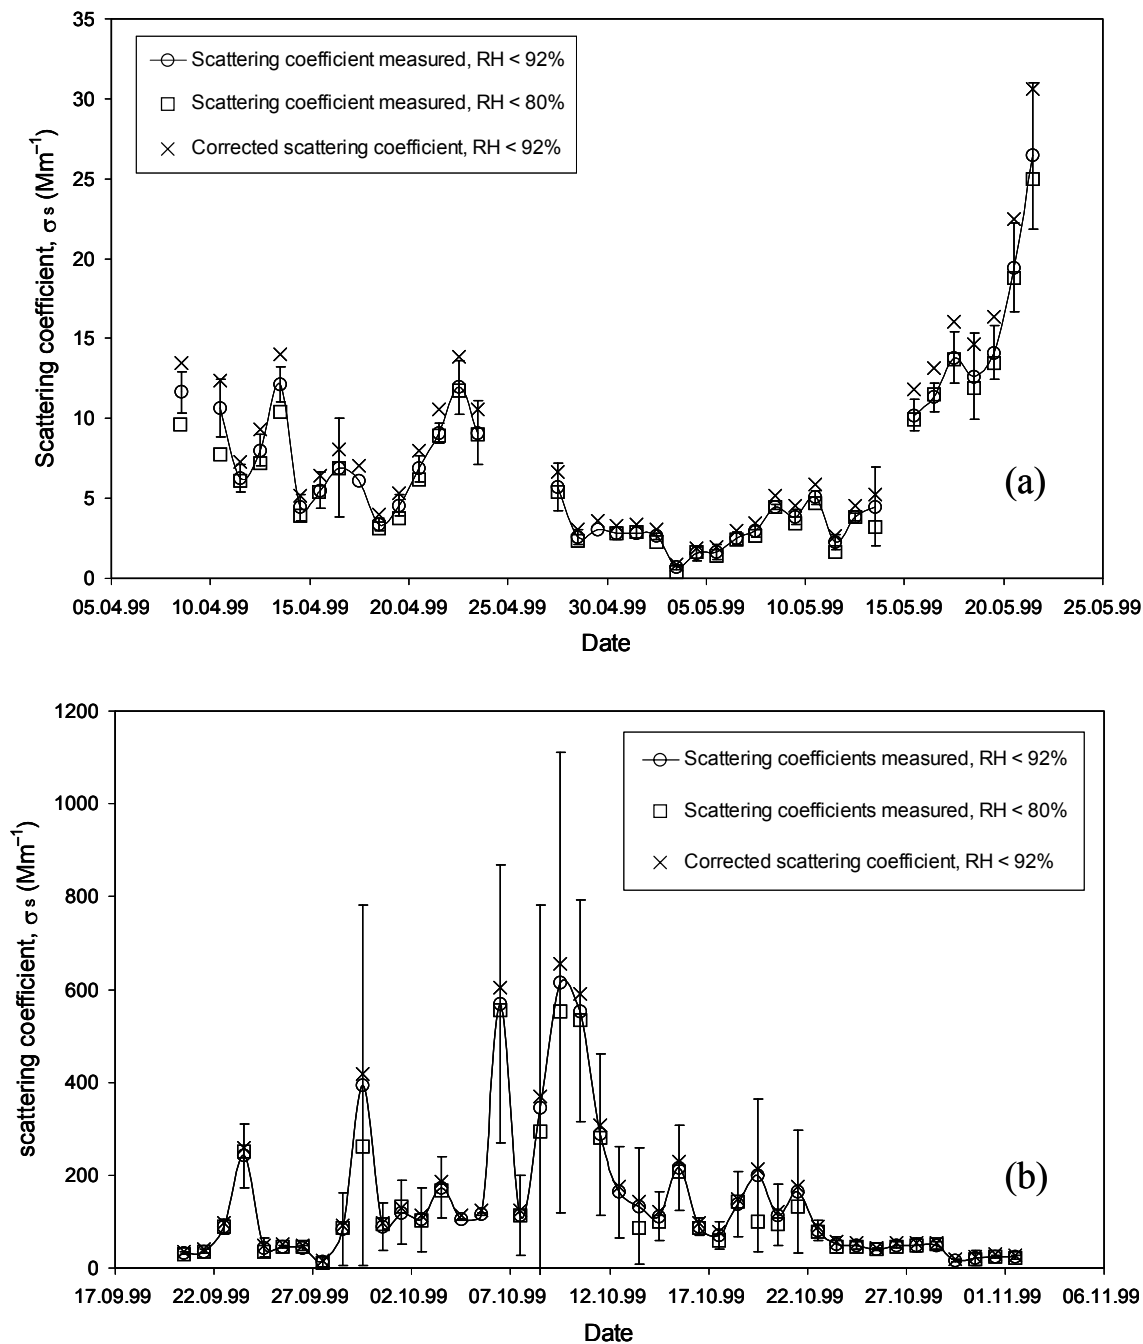 35
30
25
20
15
10
5
0
Scattering coefficient, σ s (Mm⁻¹)
Scattering coefficient measured, RH < 92%
Scattering coefficient measured, RH < 80%
Corrected scattering coefficient, RH < 92%
(a)
05.04.99 10.04.99 15.04.99 20.04.99 25.04.99 30.04.99 05.05.99 10.05.99 15.05.99 20.05.99 25.05.99
Date
1200
1000
800
600
400
200
0
scattering coefficient, σ s (Mm⁻¹)
Scattering coefficients measured, RH < 92%
Scattering coefficients measured, RH < 80%
Corrected scattering coefficient, RH < 92%
(b)
17.09.99 22.09.99 27.09.99 02.10.99 07.10.99 12.10.99 17.10.99 22.10.99 27.10.99 01.11.99 06.11.99
Date